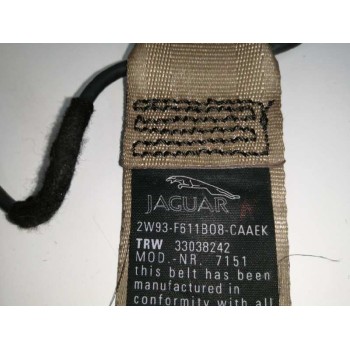 JAGUAR
2W93-F611B08-CAAEK
TRW 33038242
MOD.-NR. 7151
this belt has been
manufactured in
conformity with all